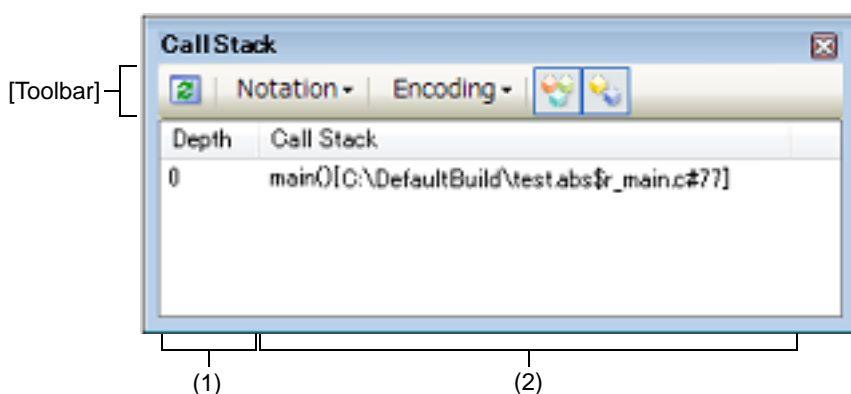 Call Stack
[Toolbar]
Notation
Encoding
Depth Call Stack
0 main()[C:\DefaultBuild\test.abs$r_main.c#77]
(1) (2)